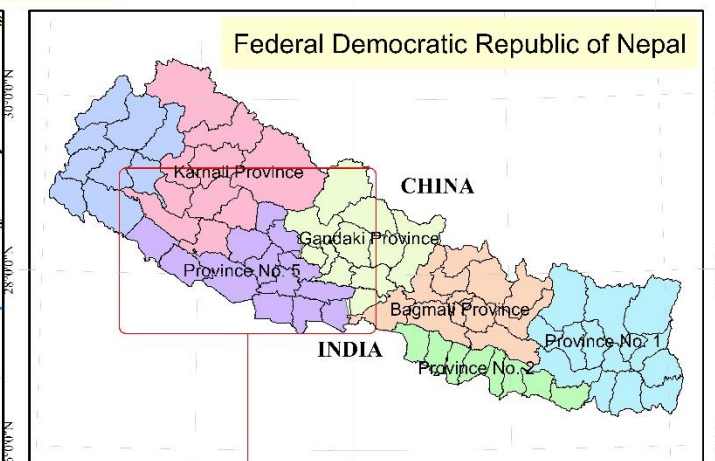 Federal Democratic Republic of Nepal
30°0'0"N
Karnali Province
CHINA
Gandaki Province
28°0'0"N
Province No. 5
Bagmati Province
INDIA
Province No. 1
Province No. 2